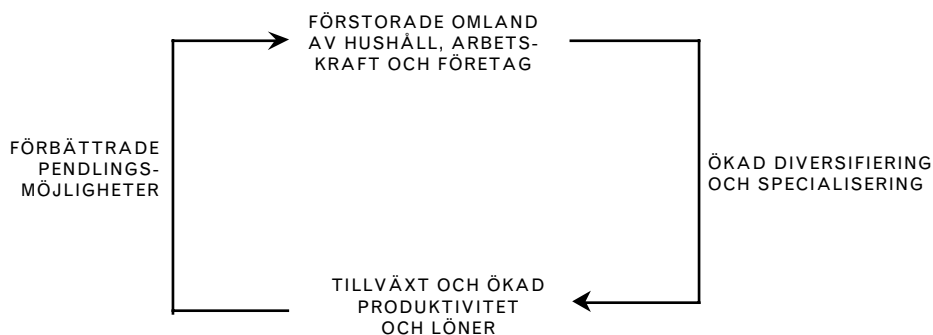 FÖRSTORADE OMLAND
AV HUSHÅLL, ARBETS-
KRAFT OCH FÖRETAG
FÖRBÄTTRADE
PENDLINGS-
MÖJLIGHETER
ÖKAD DIVERSIFIERING
OCH SPECIALISERING
TILLVÄXT OCH ÖKAD
PRODUKTIVITET
OCH LÖNER